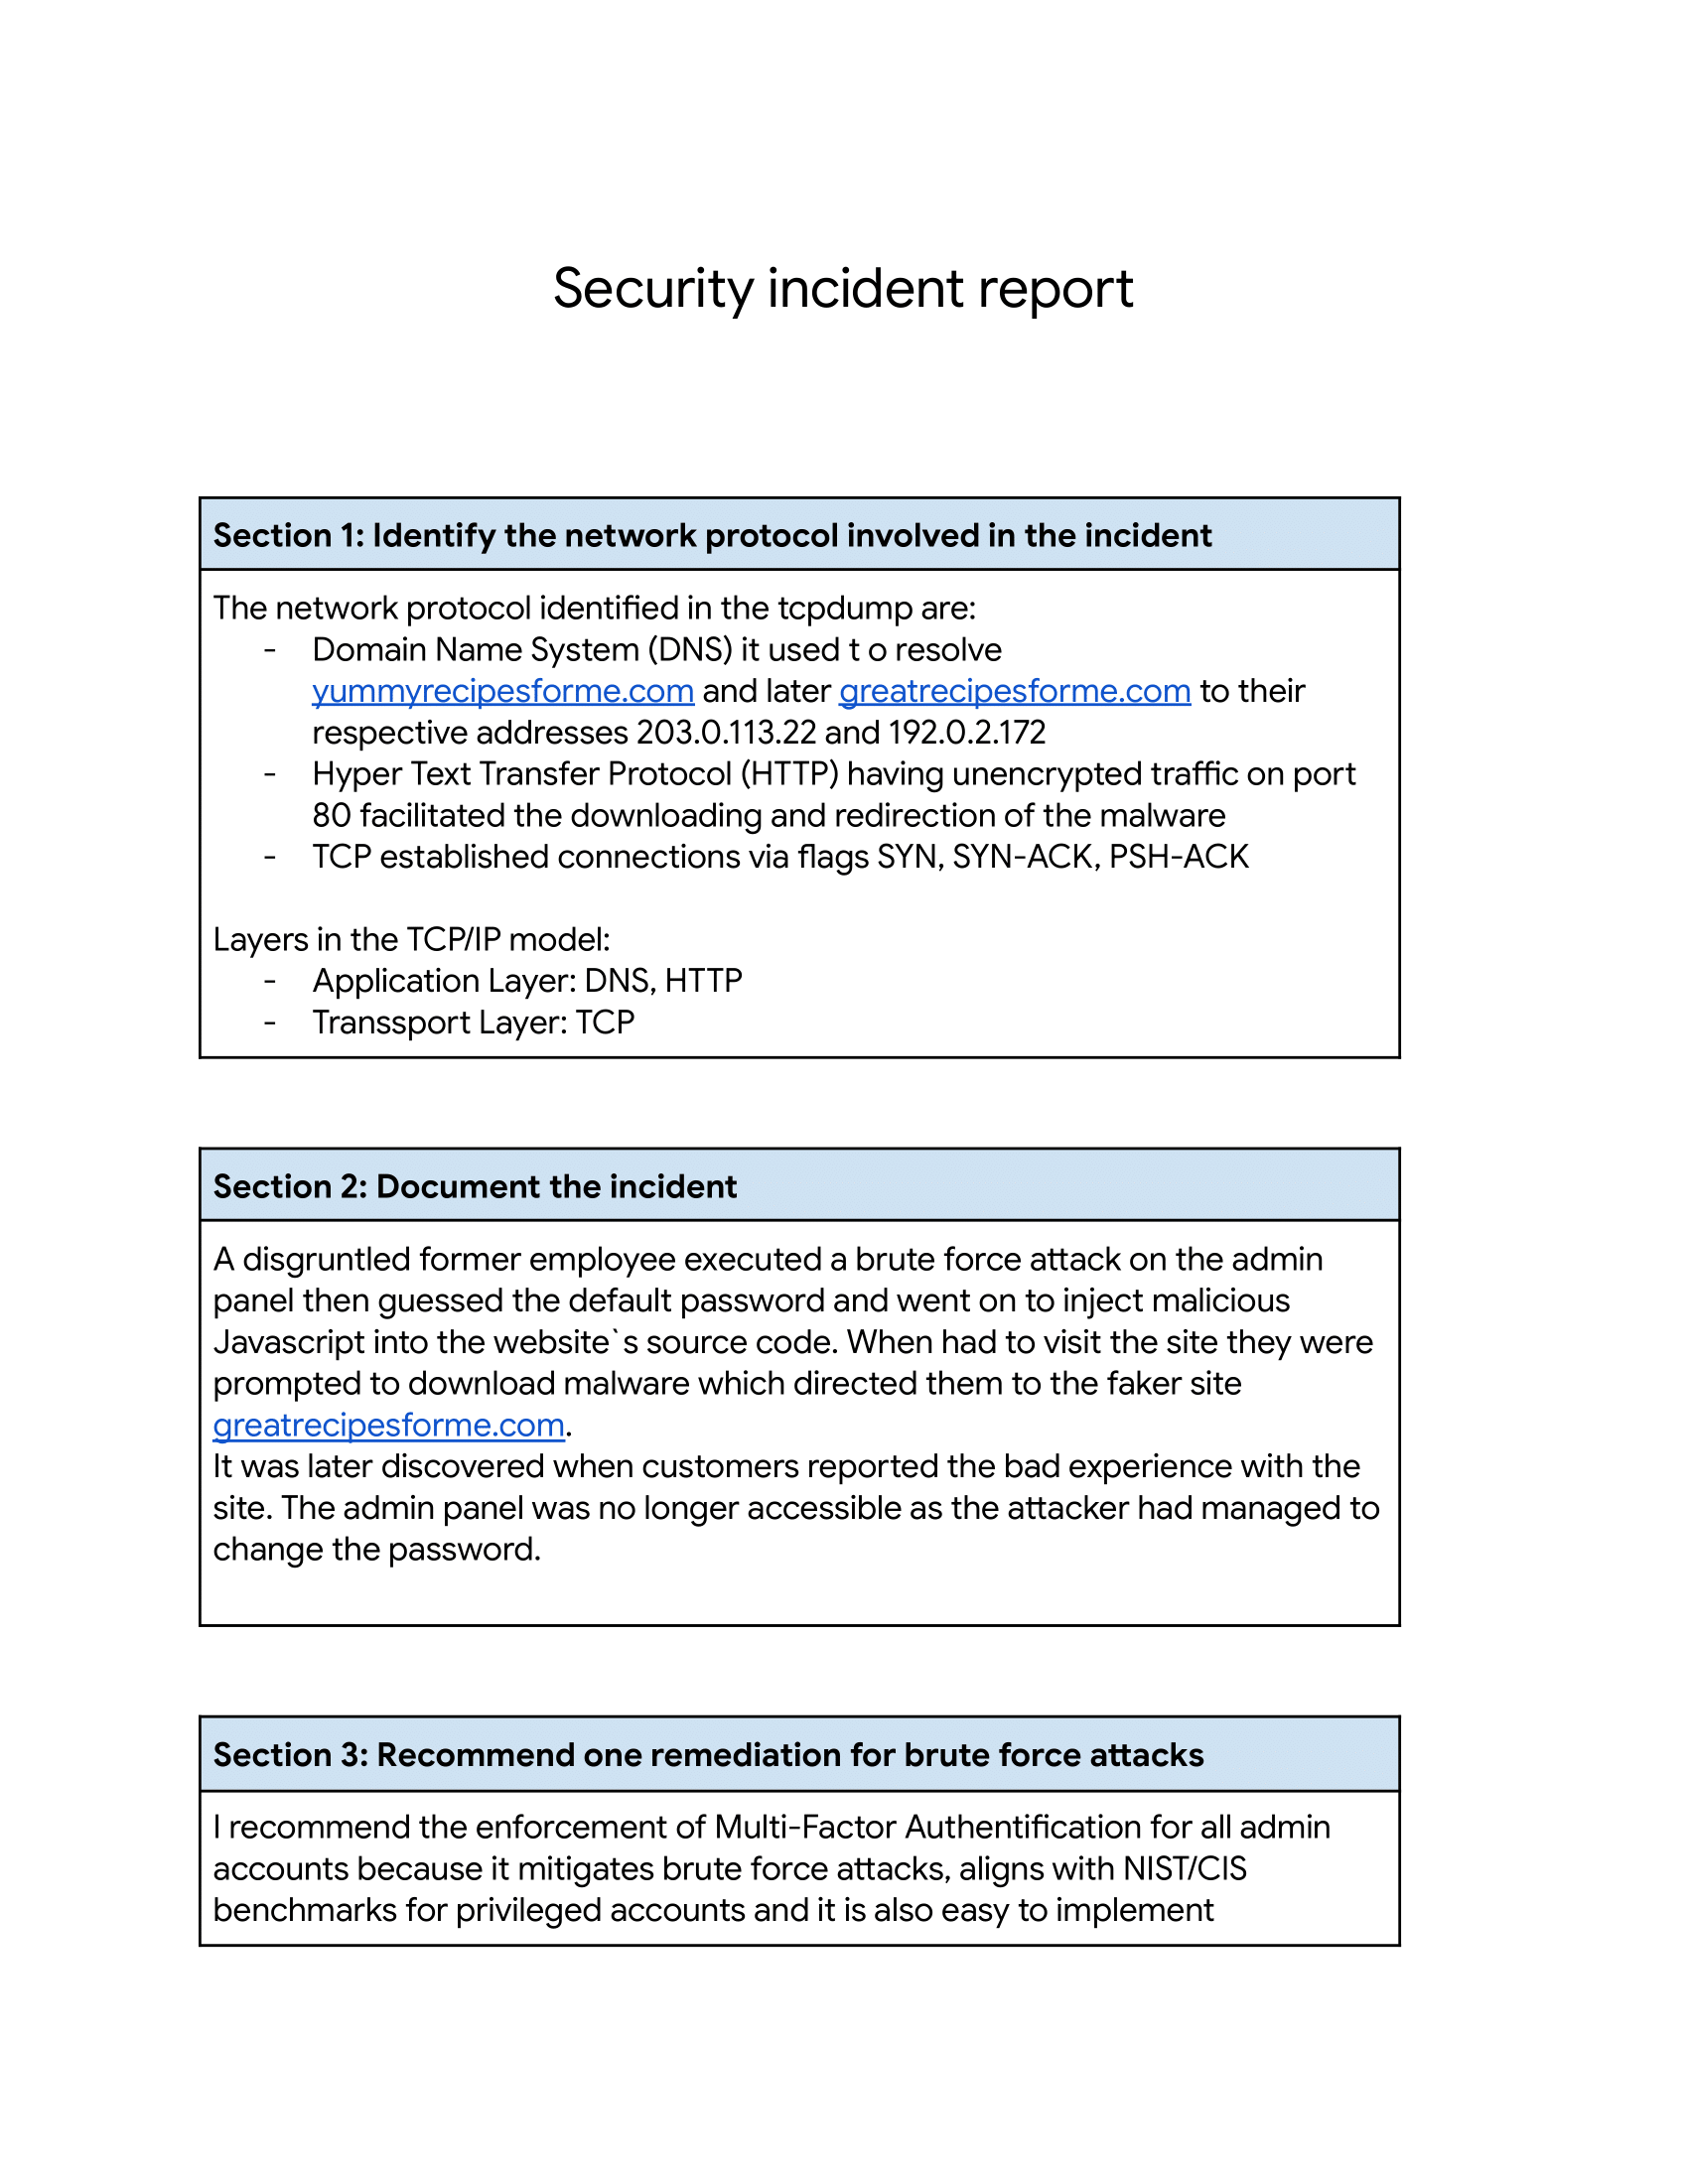 Security incident report
Section 1: Identify the network protocol involved in the incident
The network protocol identified in the tcpdump are:
- Domain Name System (DNS) it used t o resolve
yummyrecipesforme.com and later greatrecipesforme.com to their
respective addresses 203.0.113.22 and 192.0.2.172
- Hyper Text Transfer Protocol (HTTP) having unencrypted traffic on port
80 facilitated the downloading and redirection of the malware
- TCP established connections via flags SYN, SYN-ACK, PSH-ACK
Layers in the TCP/IP model:
- Application Layer: DNS, HTTP
- Transsport Layer: TCP
Section 2: Document the incident
A disgruntled former employee executed a brute force attack on the admin
panel then guessed the default password and went on to inject malicious
Javascript into the website`s source code. When had to visit the site they were
prompted to download malware which directed them to the faker site
greatrecipesforme.com.
It was later discovered when customers reported the bad experience with the
site. The admin panel was no longer accessible as the attacker had managed to
change the password.
Section 3: Recommend one remediation for brute force attacks
I recommend the enforcement of Multi-Factor Authentification for all admin
accounts because it mitigates brute force attacks, aligns with NIST/CIS
benchmarks for privileged accounts and it is also easy to implement